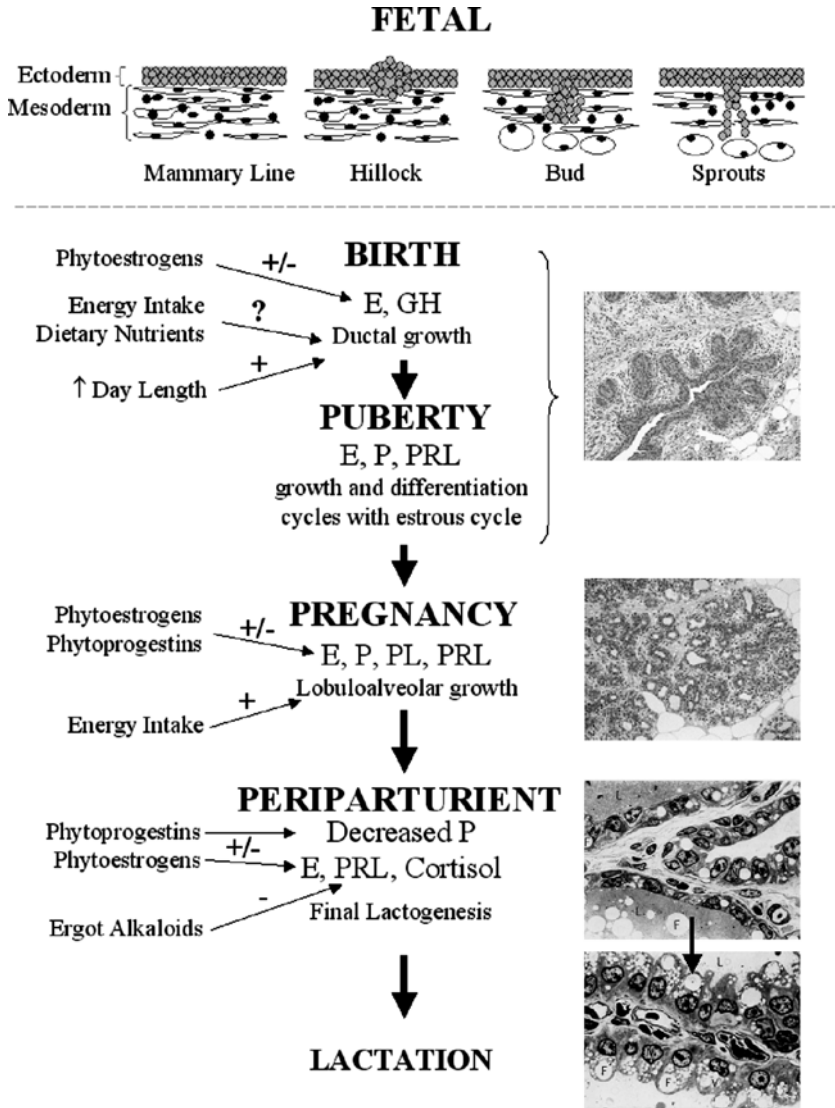 FETAL
Ectoderm
Mesoderm
Mammary Line
Hillock
Bud
Sprouts
BIRTH
Phytoestrogens
+/-
E, GH
Energy Intake
?
Dietary Nutrients
Ductal growth
+
↑ Day Length
PUBERTY
E, P, PRL
growth and differentiation
cycles with estrous cycle
PREGNANCY
Phytoestrogens
+/-
Phytoprogestins
E, P, PL, PRL
Lobuloalveolar growth
+
Energy Intake
PERIPARTURIENT
Phytoprogestins
Decreased P
+/-
Phytoestrogens
E, PRL, Cortisol
-
Ergot Alkaloids
Final Lactogenesis
LACTATION
L
L
F
L
F
F
V